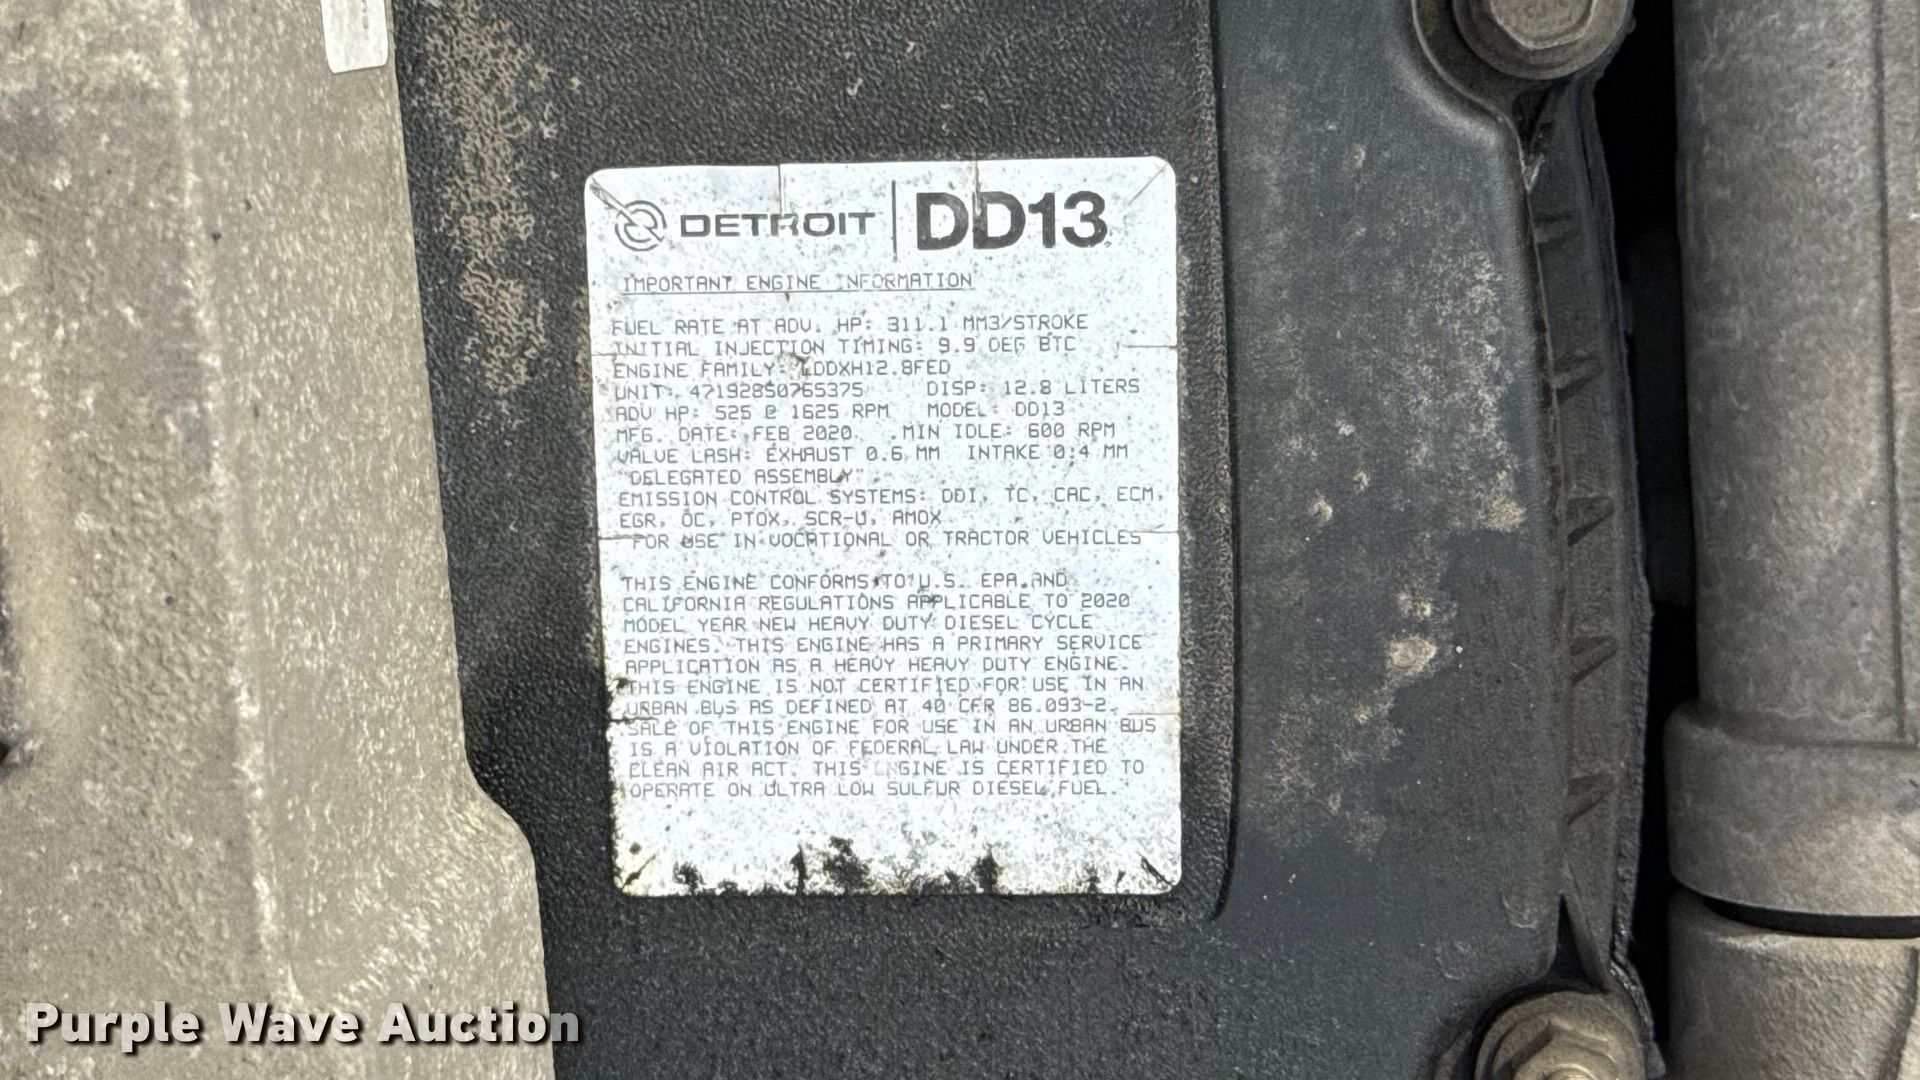 DETROIT DD13
IMPORTANT ENGINE INFORMATION
FUEL RATE AT ADV. HP: 311.1 MM3/STROKE
INITIAL INJECTION TIMING: 9.9 DEG BTC
ENGINE FAMILY: LDDXH12.8FED
UNIT: 471928S0765375 DISP: 12.8 LITERS
ADV HP: 525 @ 1625 RPM MODEL: DD13
MFG. DATE: FEB 2020 MIN IDLE: 600 RPM
VALVE LASH: EXHAUST 0.6 MM INTAKE 0.4 MM
"DELEGATED ASSEMBLY"
EMISSION CONTROL SYSTEMS: DDI, TC, CAC, ECM,
EGR, OC, PTOX, SCR-U, AMOX
FOR USE IN VOCATIONAL OR TRACTOR VEHICLES
THIS ENGINE CONFORMS TO U.S. EPA AND
CALIFORNIA REGULATIONS APPLICABLE TO 2020
MODEL YEAR NEW HEAVY DUTY DIESEL CYCLE
ENGINES. THIS ENGINE HAS A PRIMARY SERVICE
APPLICATION AS A HEAVY HEAVY DUTY ENGINE.
THIS ENGINE IS NOT CERTIFIED FOR USE IN AN
URBAN BUS AS DEFINED AT 40 CFR 86.093-2.
SALE OF THIS ENGINE FOR USE IN AN URBAN BUS
IS A VIOLATION OF FEDERAL LAW UNDER THE
CLEAN AIR ACT. THIS ENGINE IS CERTIFIED TO
OPERATE ON ULTRA LOW SULFUR DIESEL FUEL.
Purple Wave Auction